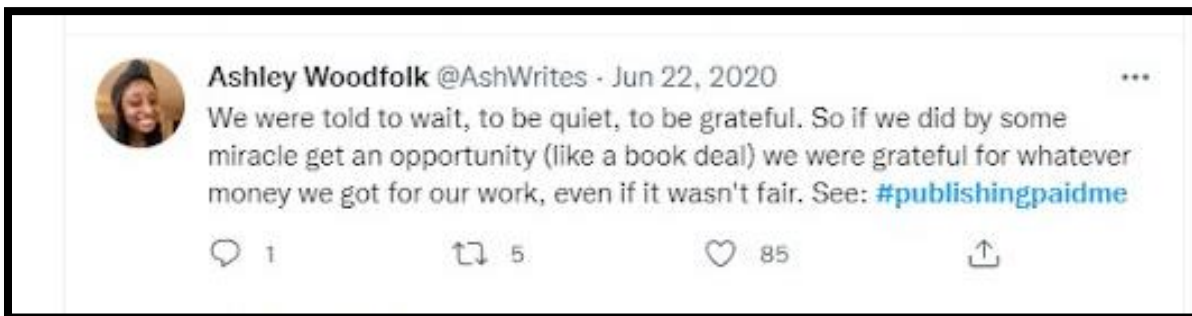 Ashley Woodfolk @AshWrites · Jun 22, 2020
We were told to wait, to be quiet, to be grateful. So if we did by some
miracle get an opportunity (like a book deal) we were grateful for whatever
money we got for our work, even if it wasn't fair. See: #publishingpaidme
1 5 85